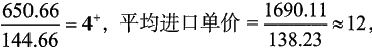 650.66/144.66 = 4⁺, 平均进口单价 = 1690.11/138.23 ≈ 12,